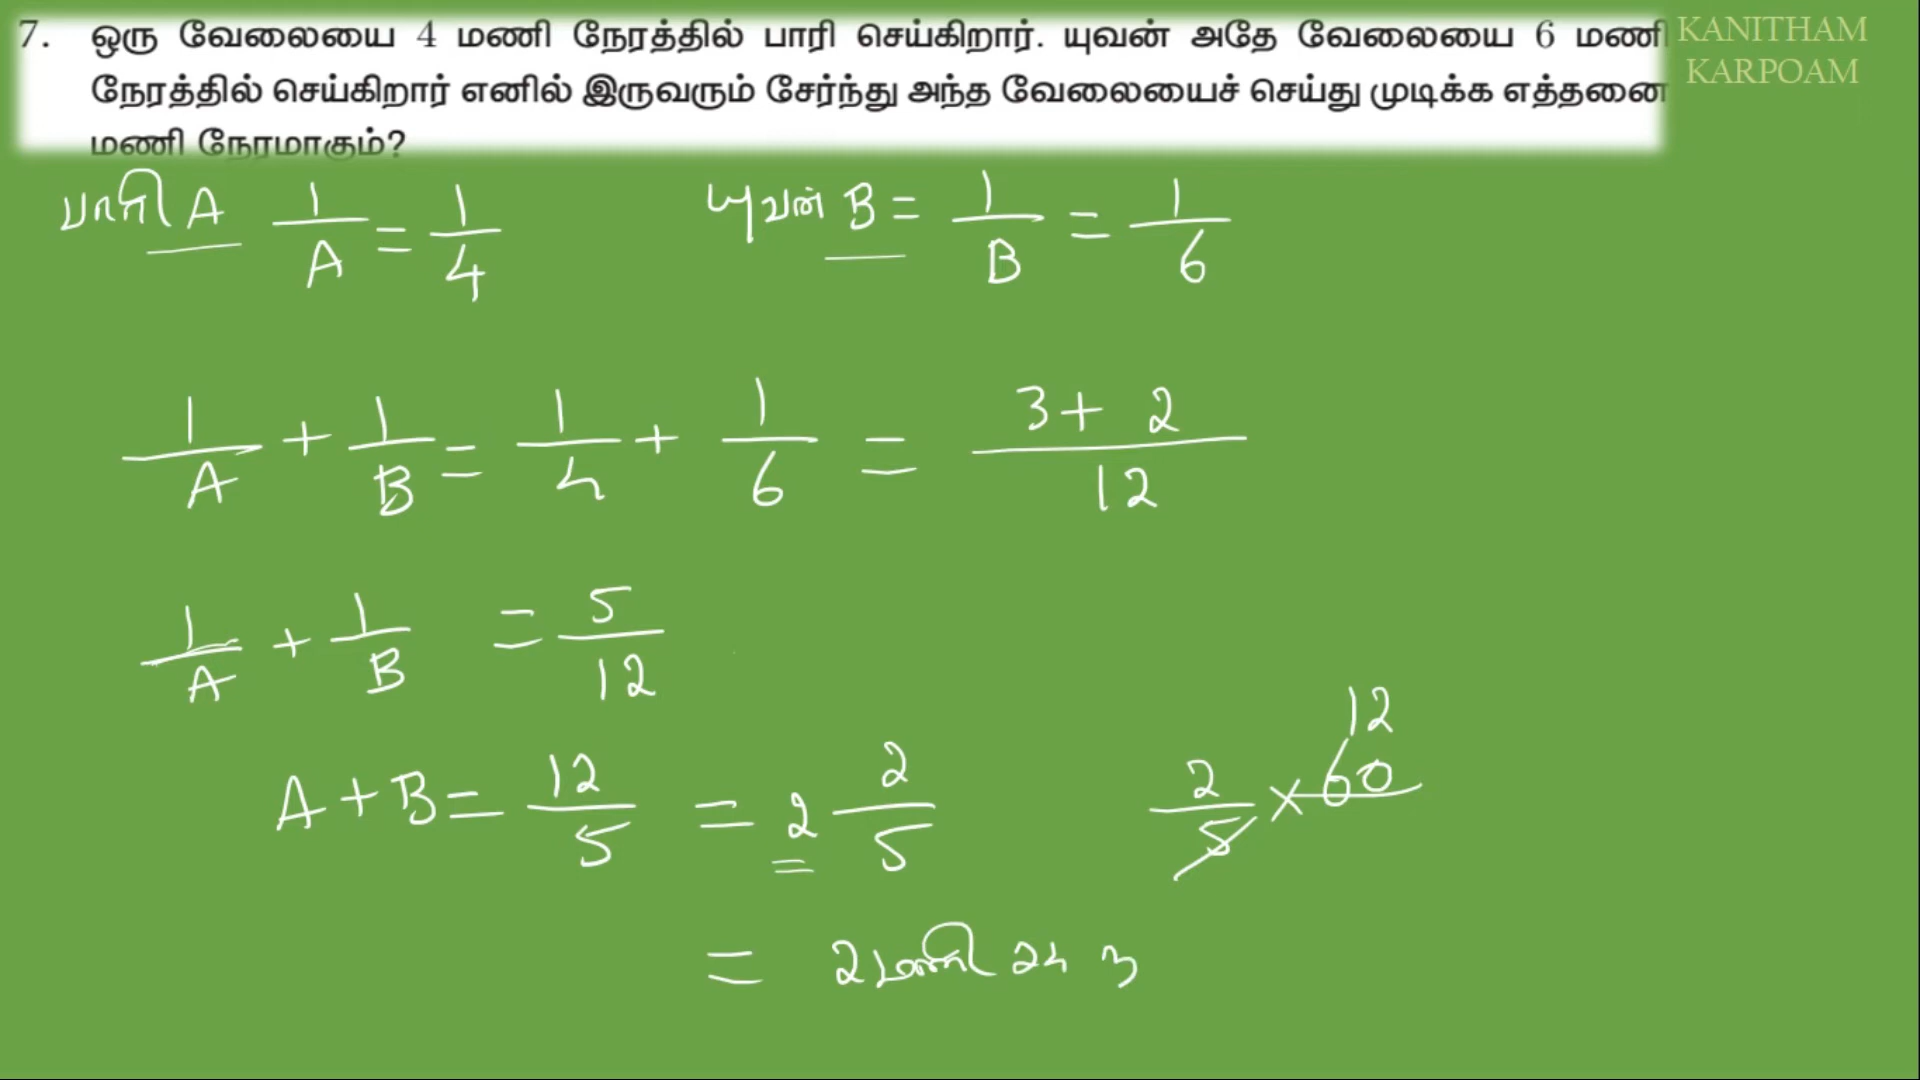 7. ஒரு வேலையை 4 மணி நேரத்தில் பாரி செய்கிறார். யுவன் அதே வேலையை 6 மணி
நேரத்தில் செய்கிறார் எனில் இருவரும் சேர்ந்து அந்த வேலையைச் செய்து முடிக்க எத்தனை
மணி நேரமாகும்?
KANITHAM
KARPOAM
பாரி A 1/A = 1/4
யுவன் B = 1/B = 1/6
1/A + 1/B = 1/4 + 1/6 = 3+2/12
1/A + 1/B = 5/12
A+B = 12/5 = 2 2/5
2/5 × 60 12
= 2 மணி 24 நி